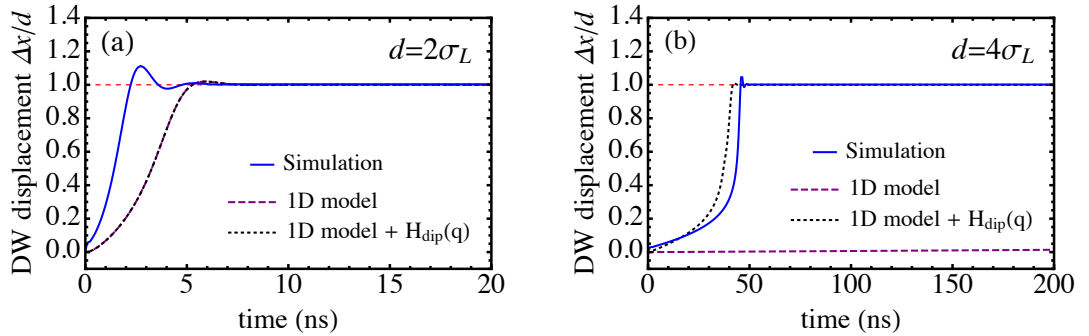 (a)
d=2σL
DW displacement Δx/d
1.4
1.2
1.0
0.8
0.6
0.4
0.2
0.0
Simulation
1D model
1D model + Hdip(q)
0 5 10 15 20
time (ns)
(b)
d=4σL
DW displacement Δx/d
1.4
1.2
1.0
0.8
0.6
0.4
0.2
0.0
Simulation
1D model
1D model + Hdip(q)
0 50 100 150 200
time (ns)